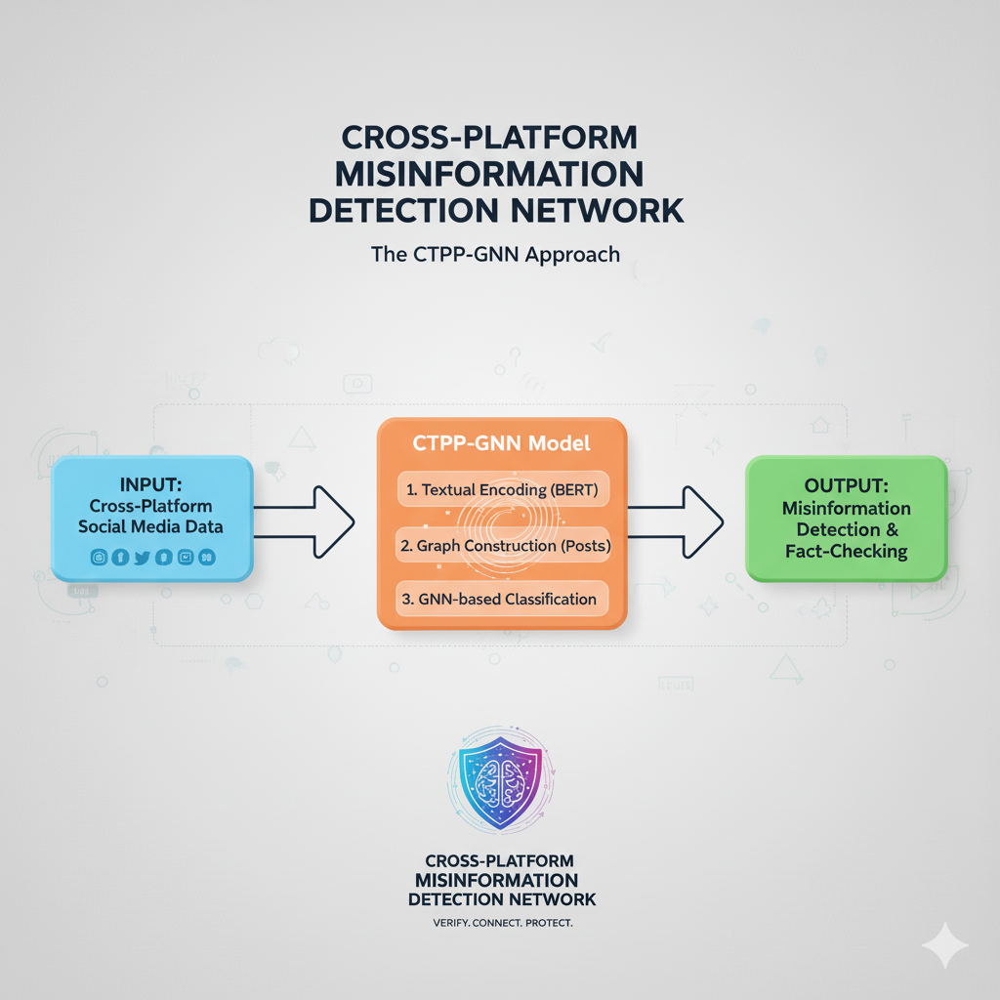 CROSS-PLATFORM
MISINFORMATION
DETECTION NETWORK
The CTPP-GNN Approach
INPUT:
Cross-Platform
Social Media Data
CTPP-GNN Model
1. Textual Encoding (BERT)
2. Graph Construction (Posts)
3. GNN-based Classification
OUTPUT:
Misinformation
Detection &
Fact-Checking
CROSS-PLATFORM
MISINFORMATION
DETECTION NETWORK
VERIFY. CONNECT. PROTECT.